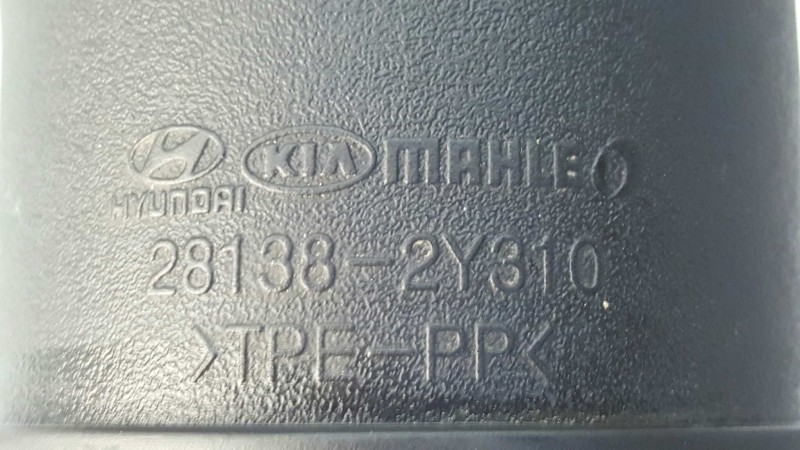 HYUNDAI KIA MAHLE
28138-2Y310
>TPE-PP<